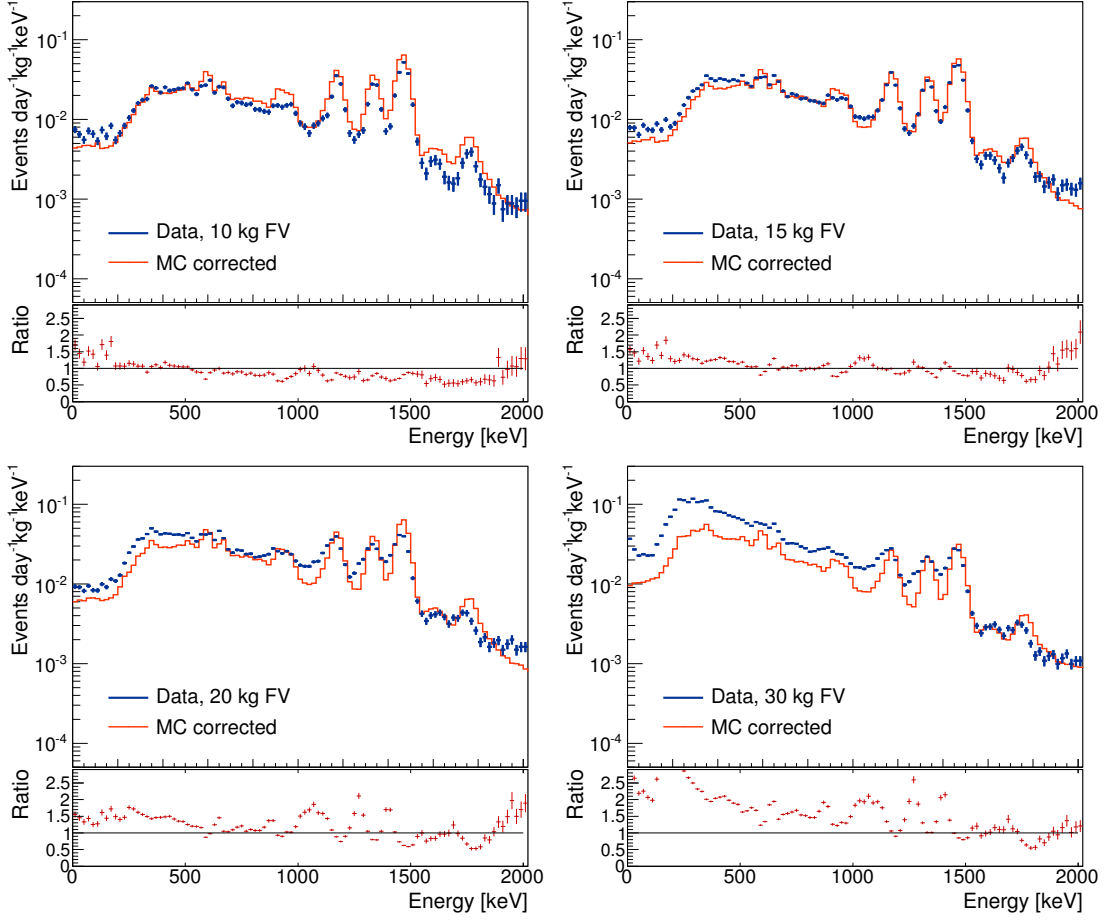 Events day⁻¹kg⁻¹keV⁻¹
10⁻¹
10⁻²
10⁻³
10⁻⁴
Data, 10 kg FV
MC corrected
Ratio
2.5
2
1.5
1
0.5
0
0 500 1000 1500 2000
Energy [keV]
Events day⁻¹kg⁻¹keV⁻¹
10⁻¹
10⁻²
10⁻³
10⁻⁴
Data, 15 kg FV
MC corrected
Ratio
2.5
2
1.5
1
0.5
0
0 500 1000 1500 2000
Energy [keV]
Events day⁻¹kg⁻¹keV⁻¹
10⁻¹
10⁻²
10⁻³
10⁻⁴
Data, 20 kg FV
MC corrected
Ratio
2.5
2
1.5
1
0.5
0
0 500 1000 1500 2000
Energy [keV]
Events day⁻¹kg⁻¹keV⁻¹
10⁻¹
10⁻²
10⁻³
10⁻⁴
Data, 30 kg FV
MC corrected
Ratio
2.5
2
1.5
1
0.5
0
0 500 1000 1500 2000
Energy [keV]